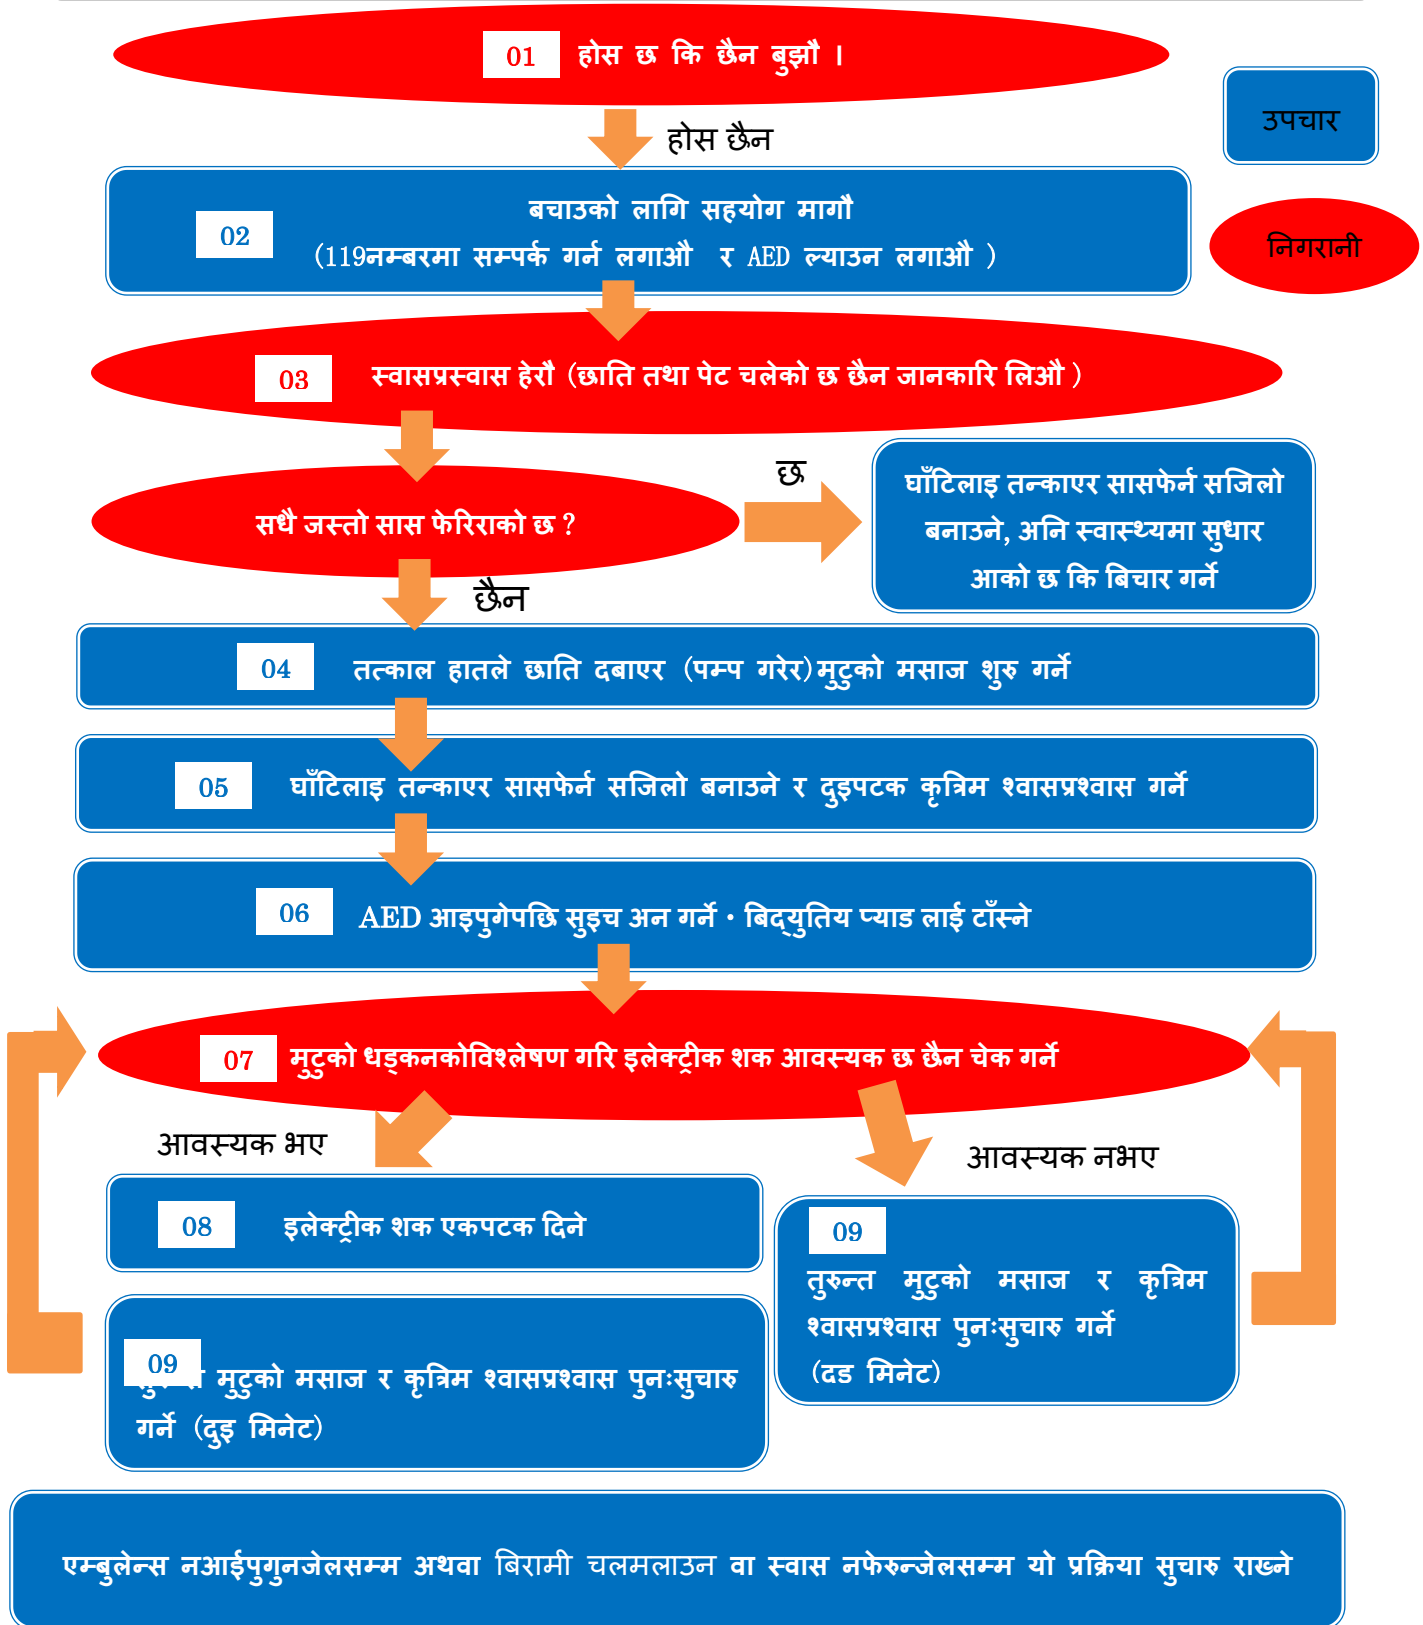 01 होस छ कि छैन बुझौ ।
होस छैन
उपचार
निगरानी
02
बचाउको लागि सहयोग मागौ
(119नम्बरमा सम्पर्क गर्न लगाऔ र AED ल्याउन लगाऔ )
03 स्वासप्रस्वास हेरौ (छाति तथा पेट चलेको छ छैन जानकारि लिऔ )
सधै जस्तो सास फेरिराको छ ?
छ
घाँटिलाइ तन्काएर सासफेर्न सजिलो
बनाउने, अनि स्वास्थ्यमा सुधार
आको छ कि बिचार गर्ने
छैन
04 तत्काल हातले छाति दबाएर (पम्प गरेर)मुटुको मसाज शुरु गर्ने
05 घाँटिलाइ तन्काएर सासफेर्न सजिलो बनाउने र दुइपटक कृत्रिम श्वासप्रश्वास गर्ने
06 AED आइपुगेपछि सुइच अन गर्ने・बिद्युतिय प्याड लाई टाँस्ने
07 मुटुको धड्कनकोविश्लेषण गरि इलेक्ट्रीक शक आवस्यक छ छैन चेक गर्ने
आवस्यक भए
आवस्यक नभए
08 इलेक्ट्रीक शक एकपटक दिने
09
मुटुको मसाज र कृत्रिम श्वासप्रश्वास पुनःसुचारु
गर्ने (दुइ मिनेट)
09
तुरुन्त मुटुको मसाज र कृत्रिम
श्वासप्रश्वास पुनःसुचारु गर्ने
(दड मिनेट)
एम्बुलेन्स नआईपुगुनजेलसम्म अथवा बिरामी चलमलाउन वा स्वास नफेरुन्जेलसम्म यो प्रक्रिया सुचारु राख्ने